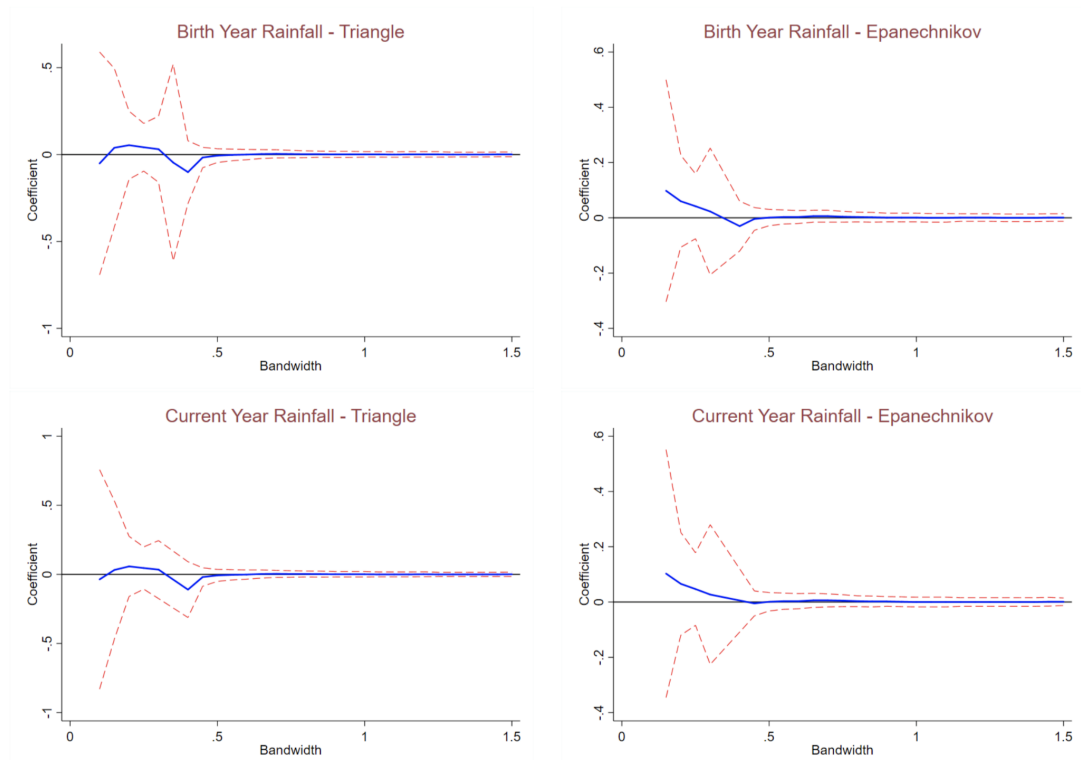 Birth Year Rainfall - Triangle
.5
0
-.5
-1
Coefficient
0 .5 1 1.5
Bandwidth
Birth Year Rainfall - Epanechnikov
.6
.4
.2
0
-.2
-.4
Coefficient
0 .5 1 1.5
Bandwidth
Current Year Rainfall - Triangle
1
.5
0
-.5
-1
Coefficient
0 .5 1 1.5
Bandwidth
Current Year Rainfall - Epanechnikov
.6
.4
.2
0
-.2
-.4
Coefficient
0 .5 1 1.5
Bandwidth